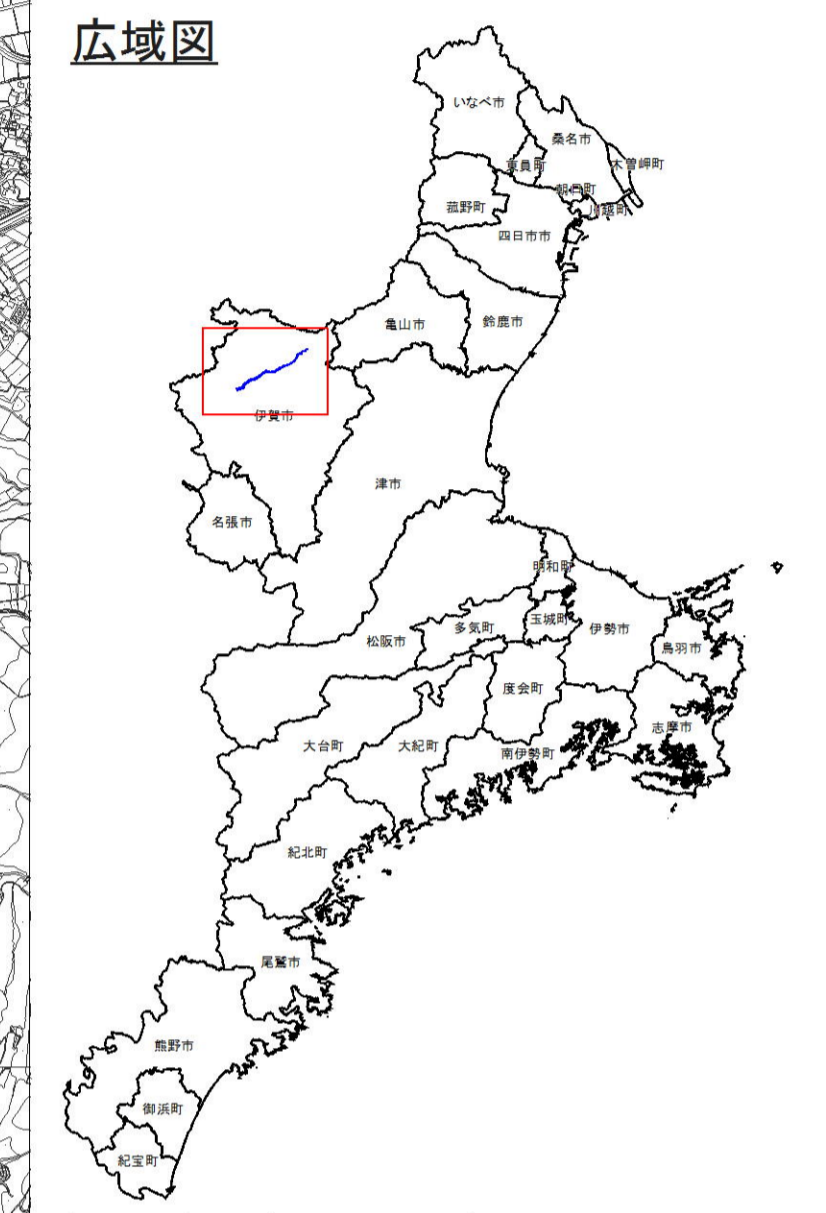 広域図
いなべ市
桑名市
東員町
木曽岬町
朝日町
菰野町
川越町
四日市市
亀山市
鈴鹿市
伊賀市
津市
名張市
明和町
玉城町
多気町
伊勢市
松阪市
鳥羽市
度会町
志摩市
大台町
大紀町
南伊勢町
紀北町
尾鷲市
熊野市
御浜町
紀宝町